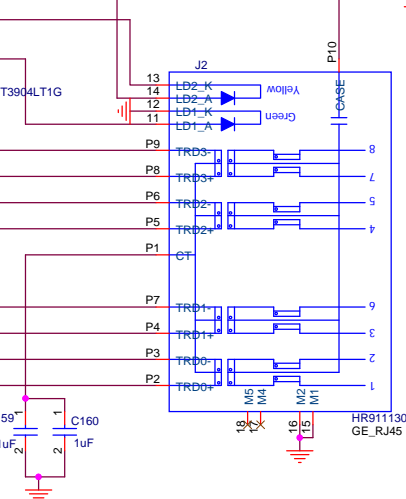 P10
J2
13
LD2_K
14
LD2_A
Yellow
T3904LT1G
12
LD1_K
11
LD1_A
Green
CASE
P9
TRD3-
8
P8
TRD3+
7
P6
TRD2-
5
P5
TRD2+
4
P1
CT
P7
TRD1-
6
P4
TRD1+
3
P3
TRD0-
2
P2
TRD0+
1
M5
M4
M2
M1
18
17
16
15
HR911130
GE_RJ45
59
1
C160
1
uF
1uF
2
2